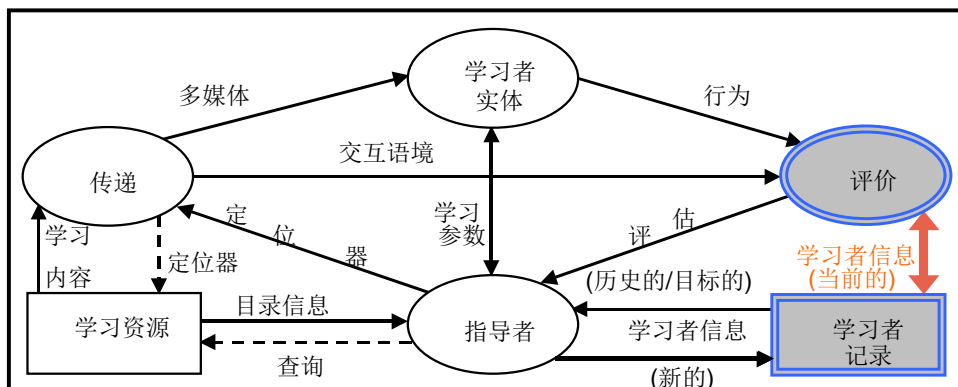 学习者
实体
多媒体
行为
交互语境
传递
评价
学习
参数
定位器
评估
学习
内容
定位器
学习者信息
(当前的)
(历史的/目标的)
目录信息
学习资源
指导者
学习者信息
学习者
记录
查询
(新的)